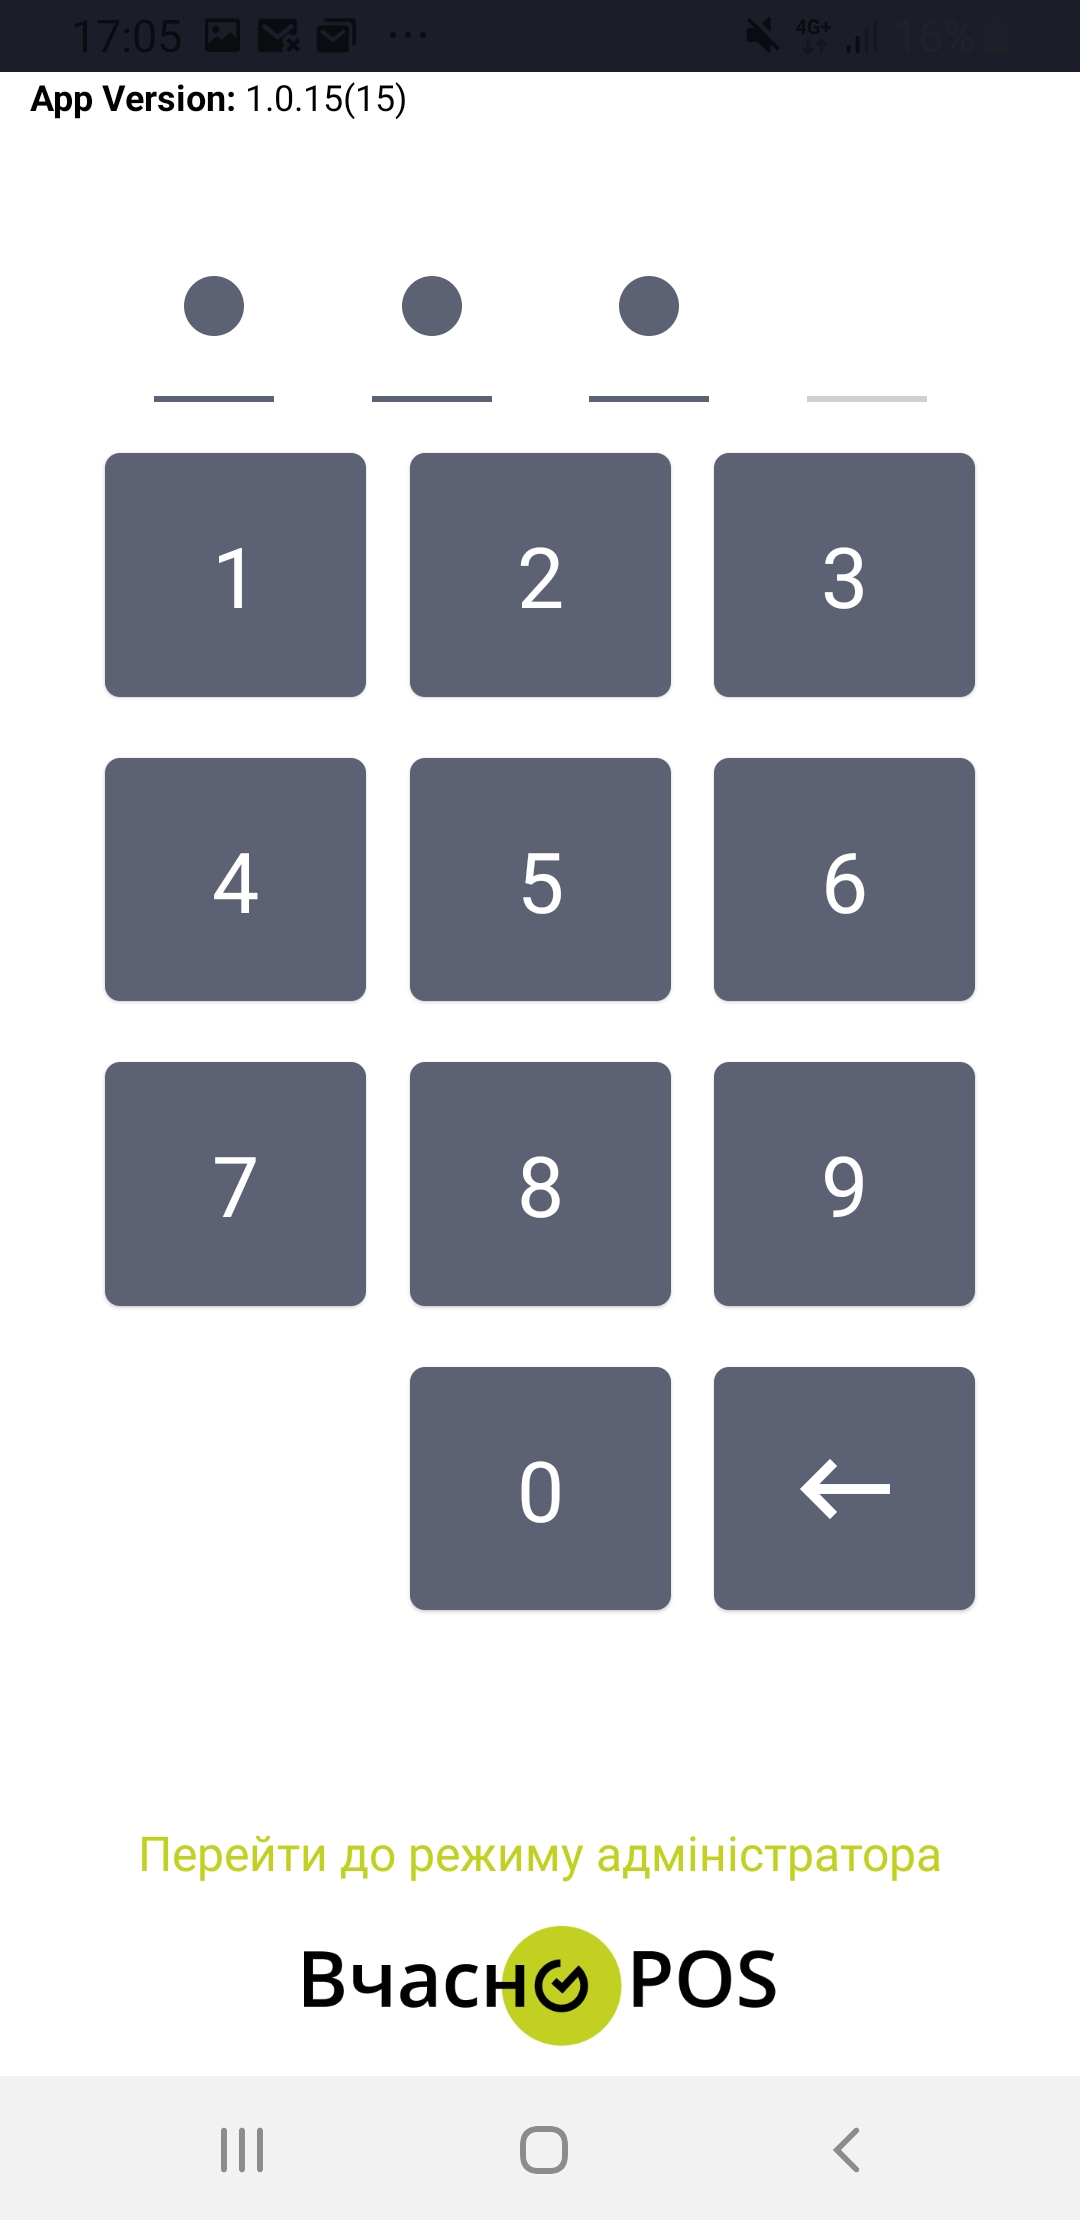 17:05 4G+ 16%
App Version: 1.0.15(15)
1 2 3
4 5 6
7 8 9
0
Перейти до режиму адміністратора
Вчасно POS